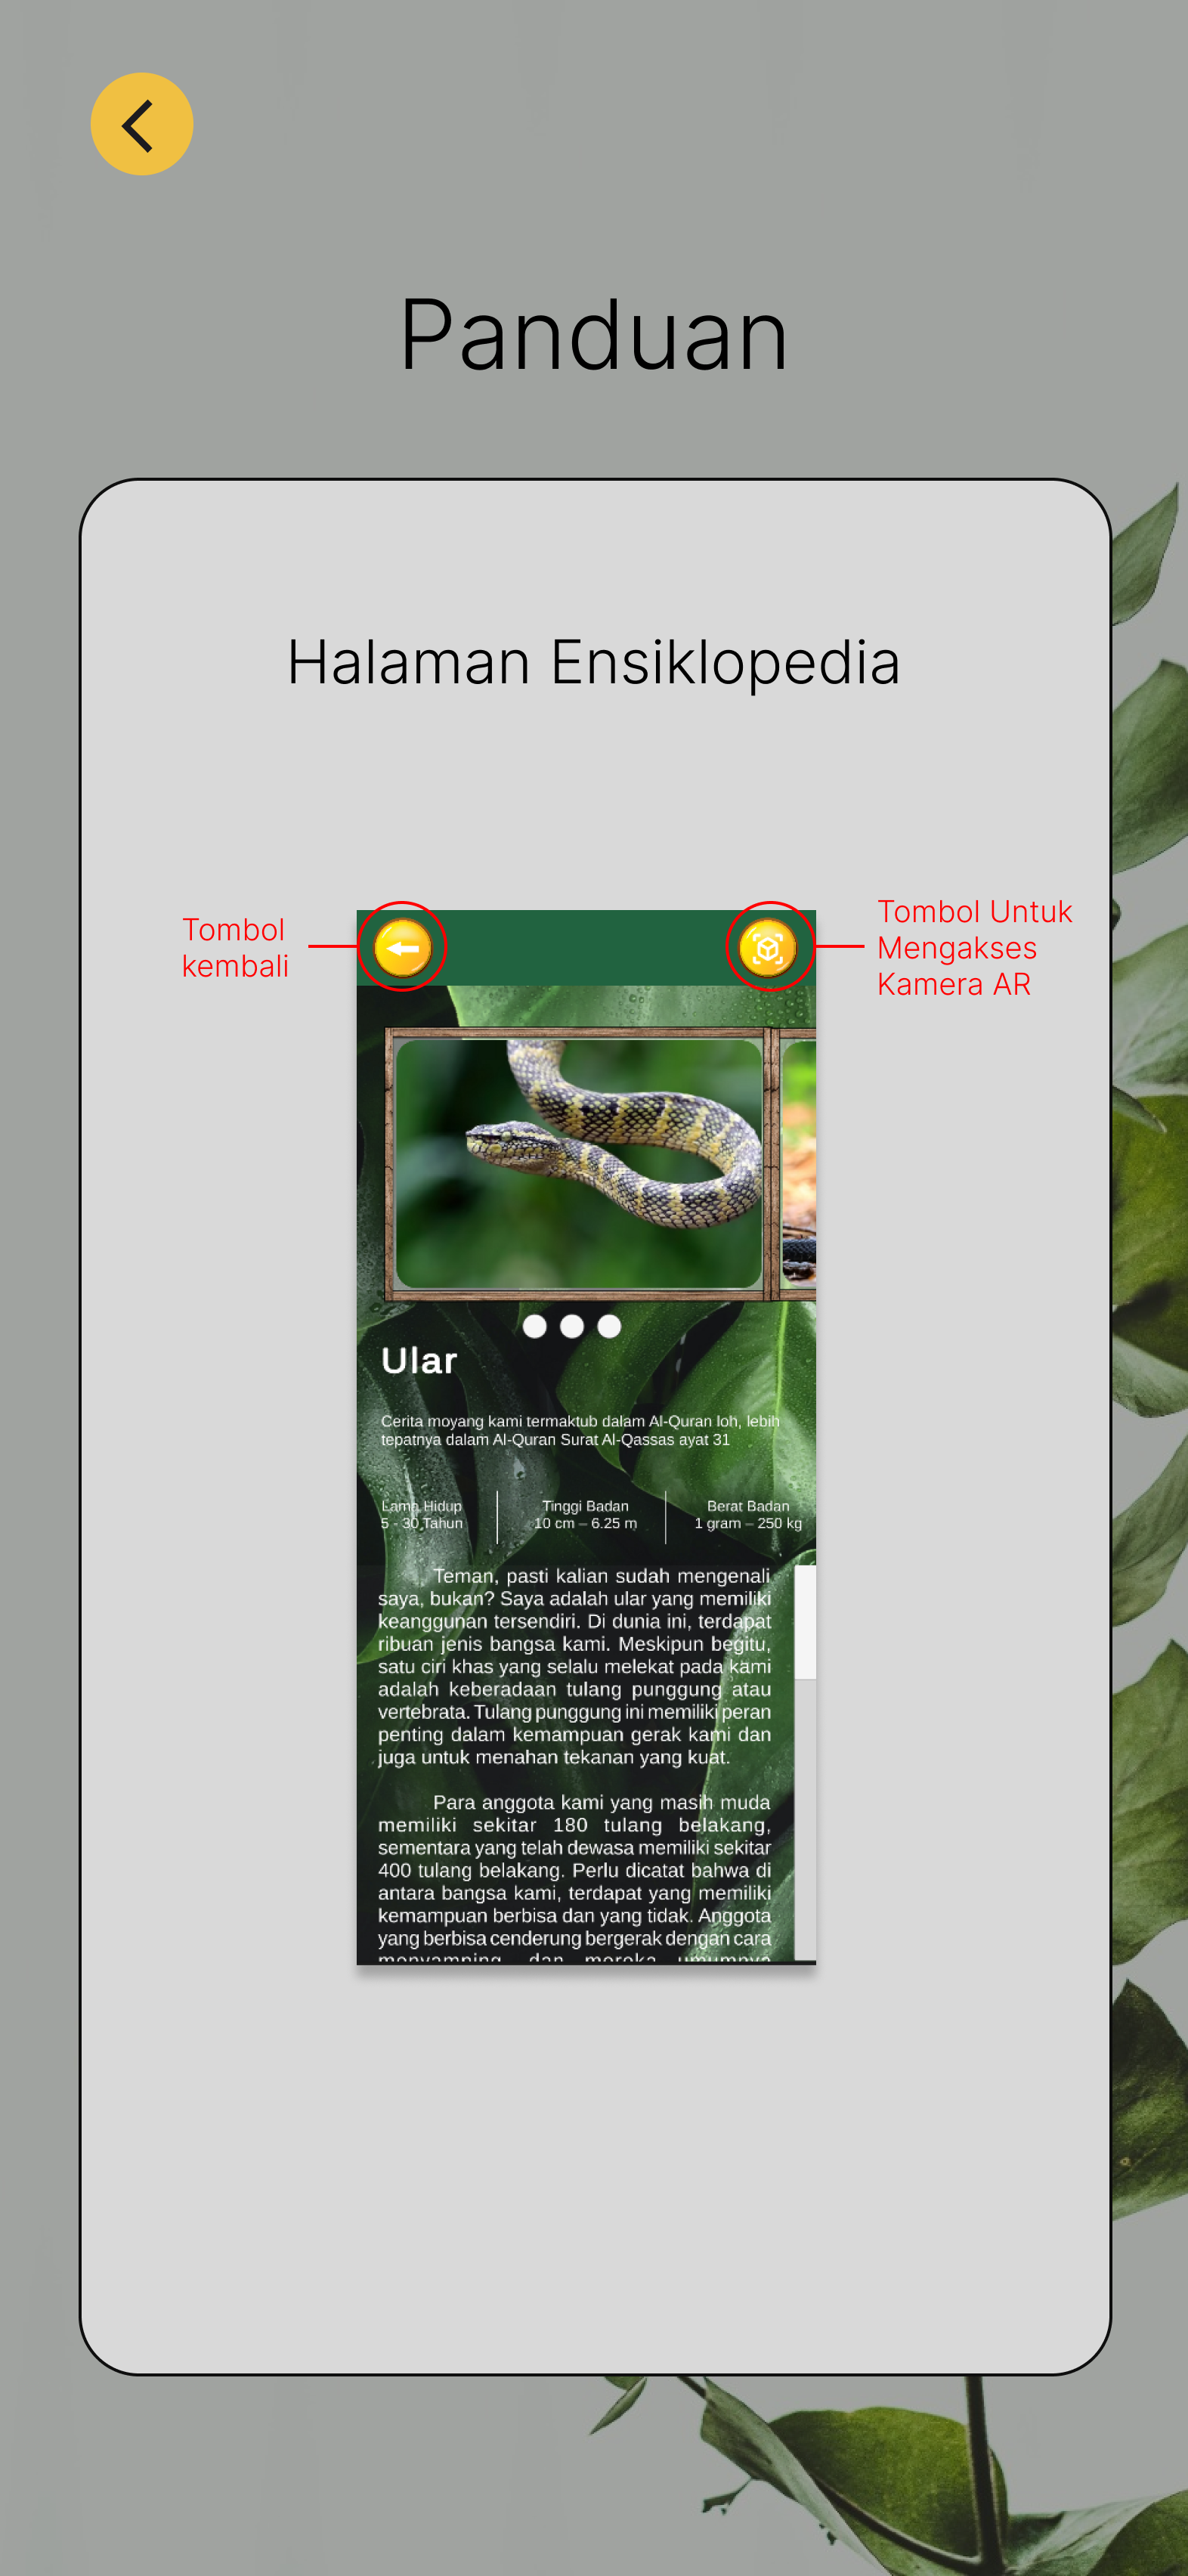 Panduan
Halaman Ensiklopedia
Tombol
kembali
Tombol Untuk
Mengakses
Kamera AR
Ular
Cerita moyang kami termaktub dalam Al-Quran loh, lebih
tepatnya dalam Al-Quran Surat Al-Qassas ayat 31
Lama Hidup
5 - 30 Tahun
Tinggi Badan
10 cm – 6.25 m
Berat Badan
1 gram – 250 kg
Teman, pasti kalian sudah mengenali
saya, bukan? Saya adalah ular yang memiliki
keanggunan tersendiri. Di dunia ini, terdapat
ribuan jenis bangsa kami. Meskipun begitu,
satu ciri khas yang selalu melekat pada kami
adalah keberadaan tulang punggung atau
vertebrata. Tulang punggung ini memiliki peran
penting dalam kemampuan gerak kami dan
juga untuk menahan tekanan yang kuat.
Para anggota kami yang masih muda
memiliki sekitar 180 tulang belakang,
sementara yang telah dewasa memiliki sekitar
400 tulang belakang. Perlu dicatat bahwa di
antara bangsa kami, terdapat yang memiliki
kemampuan berbisa dan yang tidak. Anggota
yang berbisa cenderung bergerak dengan cara
menyamping dan mereka umumnya